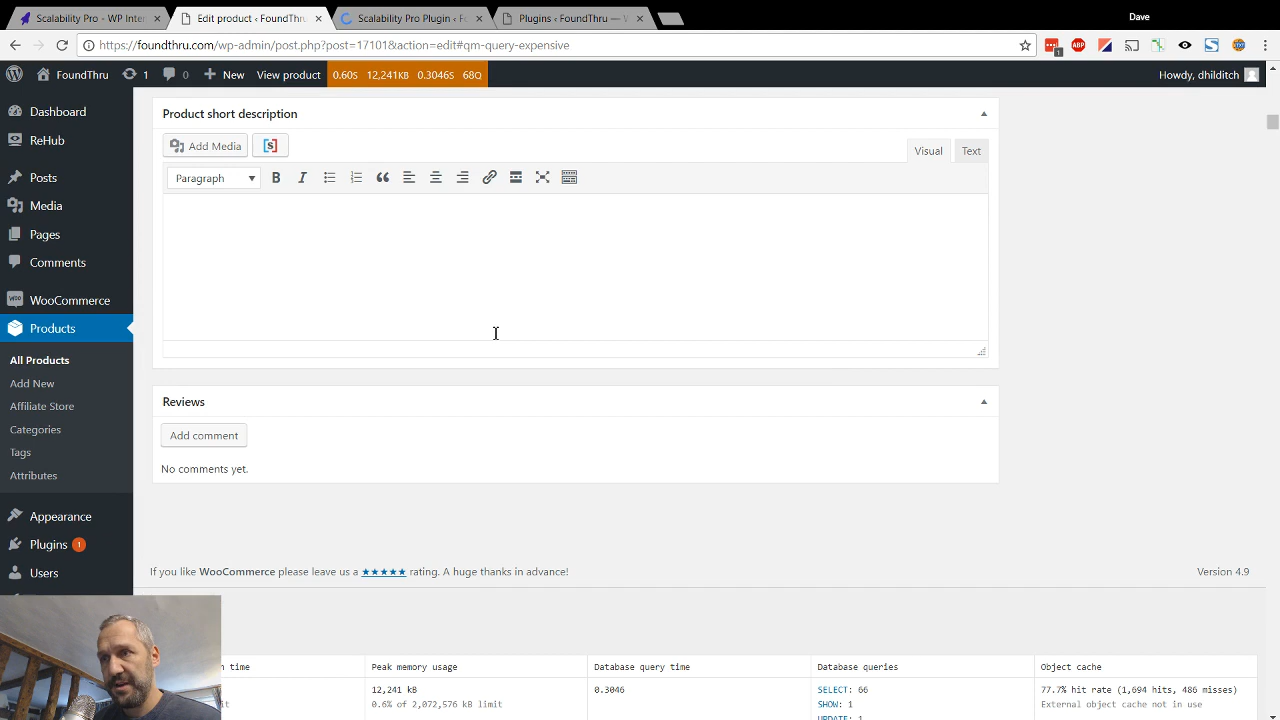 Scalability Pro - WP Inter
Edit product ‹ FoundThru
Scalability Pro Plugin ‹ Fo
Plugins ‹ FoundThru — W
Dave
https://foundthru.com/wp-admin/post.php?post=17101&action=edit#qm-query-expensive
1
FoundThru
1
0
New
View product
0.60S 12,241KB 0.3046S 68Q
Howdy, dhilditch
Dashboard
ReHub
Posts
Media
Pages
Comments
WooCommerce
Products
All Products
Add New
Affiliate Store
Categories
Tags
Attributes
Appearance
Plugins 1
Users
Product short description
Add Media
Visual
Text
Paragraph
Reviews
Add comment
No comments yet.
If you like WooCommerce please leave us a ★★★★★ rating. A huge thanks in advance!
Version 4.9
time
Peak memory usage
Database query time
Database queries
Object cache
12,241 kB
0.6% of 2,072,576 kB limit
0.3046
SELECT: 66
SHOW: 1
UPDATE: 1
77.7% hit rate (1,694 hits, 486 misses)
External object cache not in use